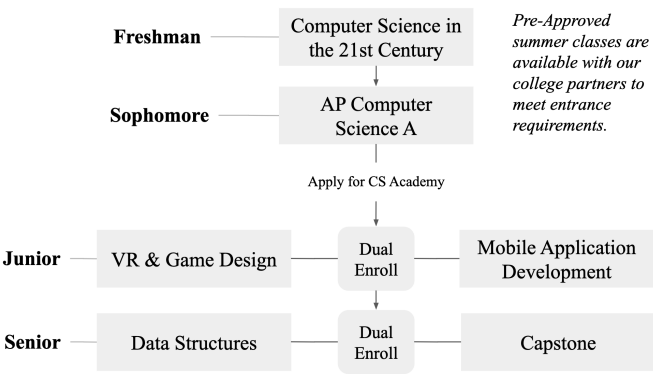 Freshman
Computer Science in
the 21st Century
Pre-Approved
summer classes are
available with our
college partners to
meet entrance
requirements.
Sophomore
AP Computer
Science A
Apply for CS Academy
Junior
VR & Game Design
Dual
Enroll
Mobile Application
Development
Senior
Data Structures
Dual
Enroll
Capstone